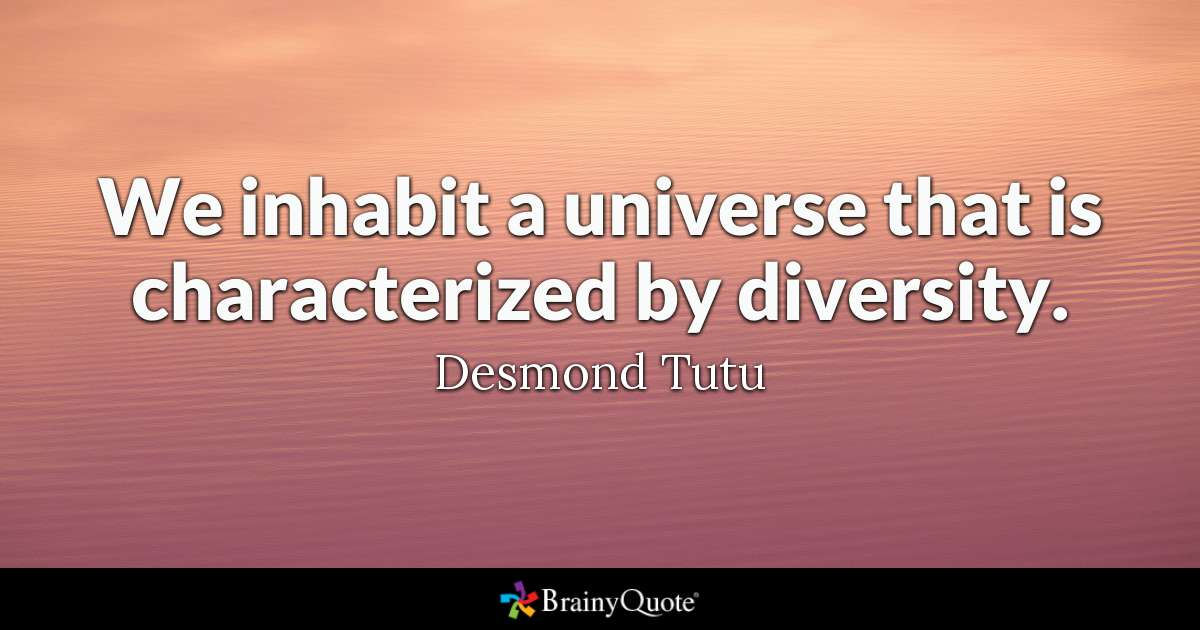 We inhabit a universe that is
characterized by diversity.
Desmond Tutu
BrainyQuote®